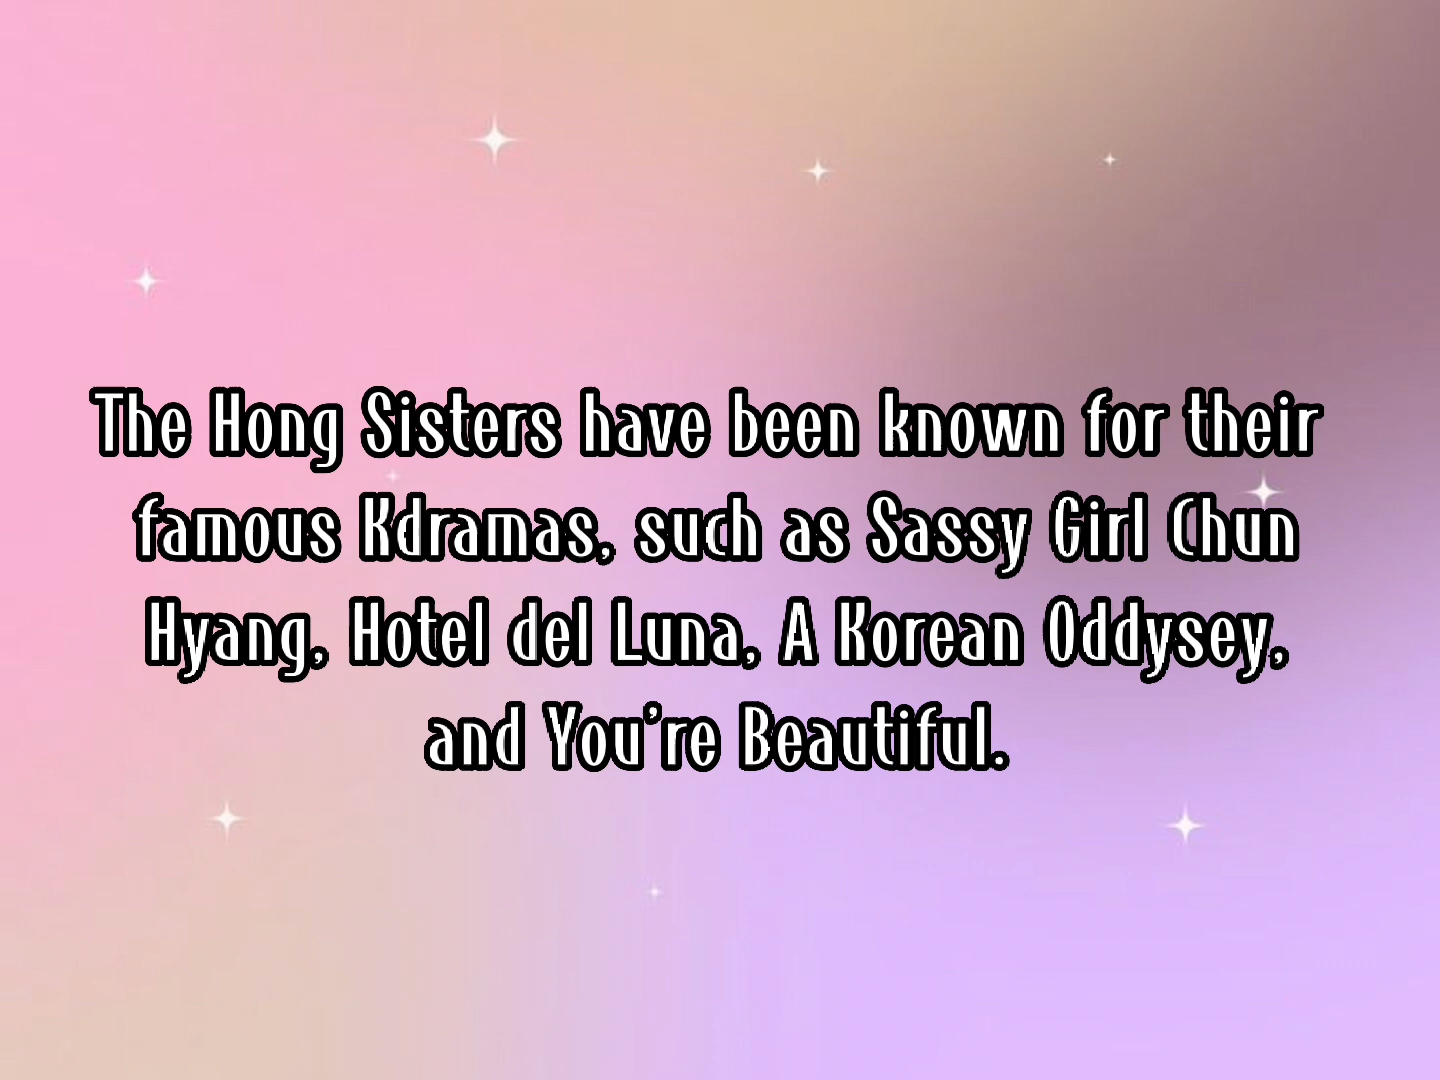 The Hong Sisters have been known for their
famous Kdramas, such as Sassy Girl Chun
Hyang, Hotel del Luna, A Korean Oddysey,
and You're Beautiful.